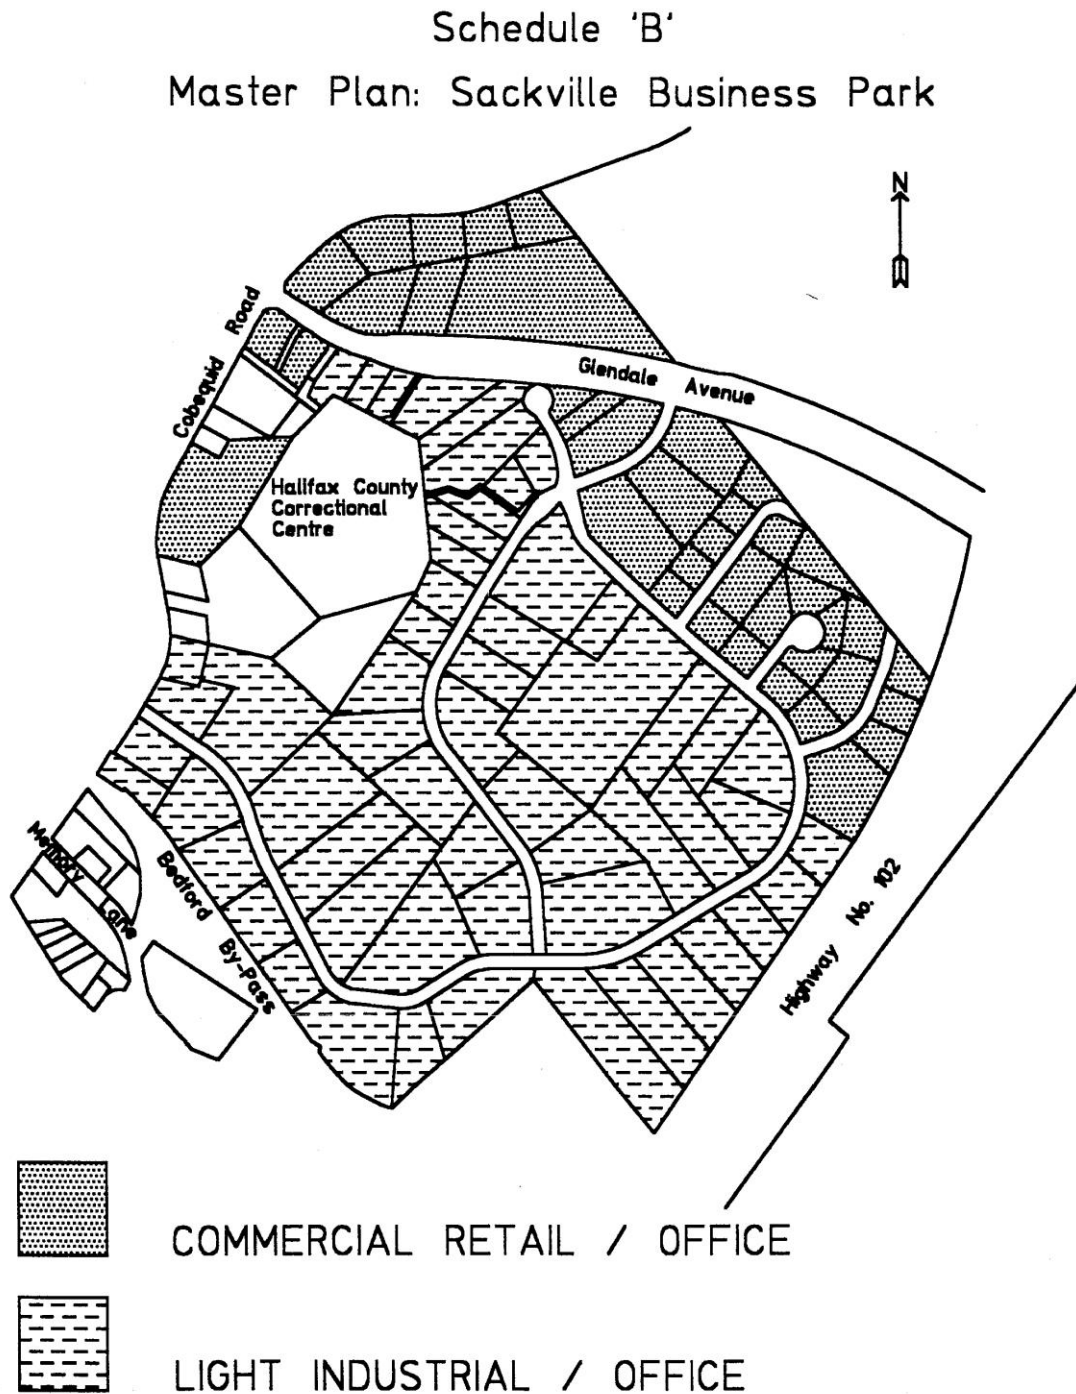 Schedule 'B'
Master Plan: Sackville Business Park
N
Cobequid Road
Glendale Avenue
Halifax County
Correctional
Centre
Memory Lane
Bedford By-Pass
Highway No. 102
COMMERCIAL RETAIL / OFFICE
LIGHT INDUSTRIAL / OFFICE